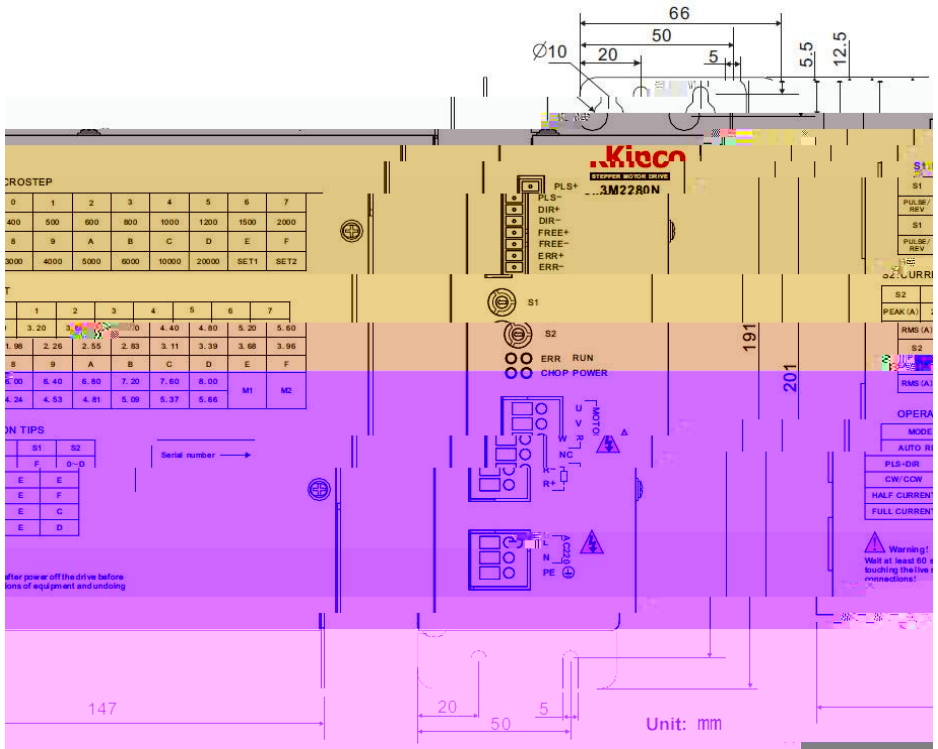 66
50
20
5
Ø10
5.5
12.5
Kinco
STEPPER MOTOR DRIVE
3M2280N
PLS+
PLS-
DIR+
DIR-
FREE+
FREE-
ERR+
ERR-
S1
S2
ERR RUN
CHOP POWER
U
V
W
NC
R-
R+
L
N
PE
191
201
CROSTEP
0 1 2 3 4 5 6 7
400 500 600 800 1000 1200 1500 2000
8 9 A B C D E F
3000 4000 5000 6000 10000 20000 SET1 SET2
T
1 2 3 4 5 6 7
3.20 4.40 4.80 5.20 5.60
1.98 2.26 2.55 2.83 3.11 3.39 3.68 3.96
8 9 A B C D E F
6.00 6.40 6.80 7.20 7.60 8.00 M1 M2
4.24 4.53 4.81 5.09 5.37 5.66
ON TIPS
S1 S2
F 0~D
E E
E F
E C
E D
Serial number
after power off the drive before
ions of equipment and undoing
147
20
50
5
Unit: mm
S1
PULSE/
REV
S1
PULSE/
REV
S2:CURRE
S2
PEAK(A)
RMS(A)
S2
RMS(A)
OPERA
MODE
AUTO RU
PLS+DIR
CW/CCW
HALF CURRENT
FULL CURRENT
Warning!
Wait at least 60 s
touching the live
connections!